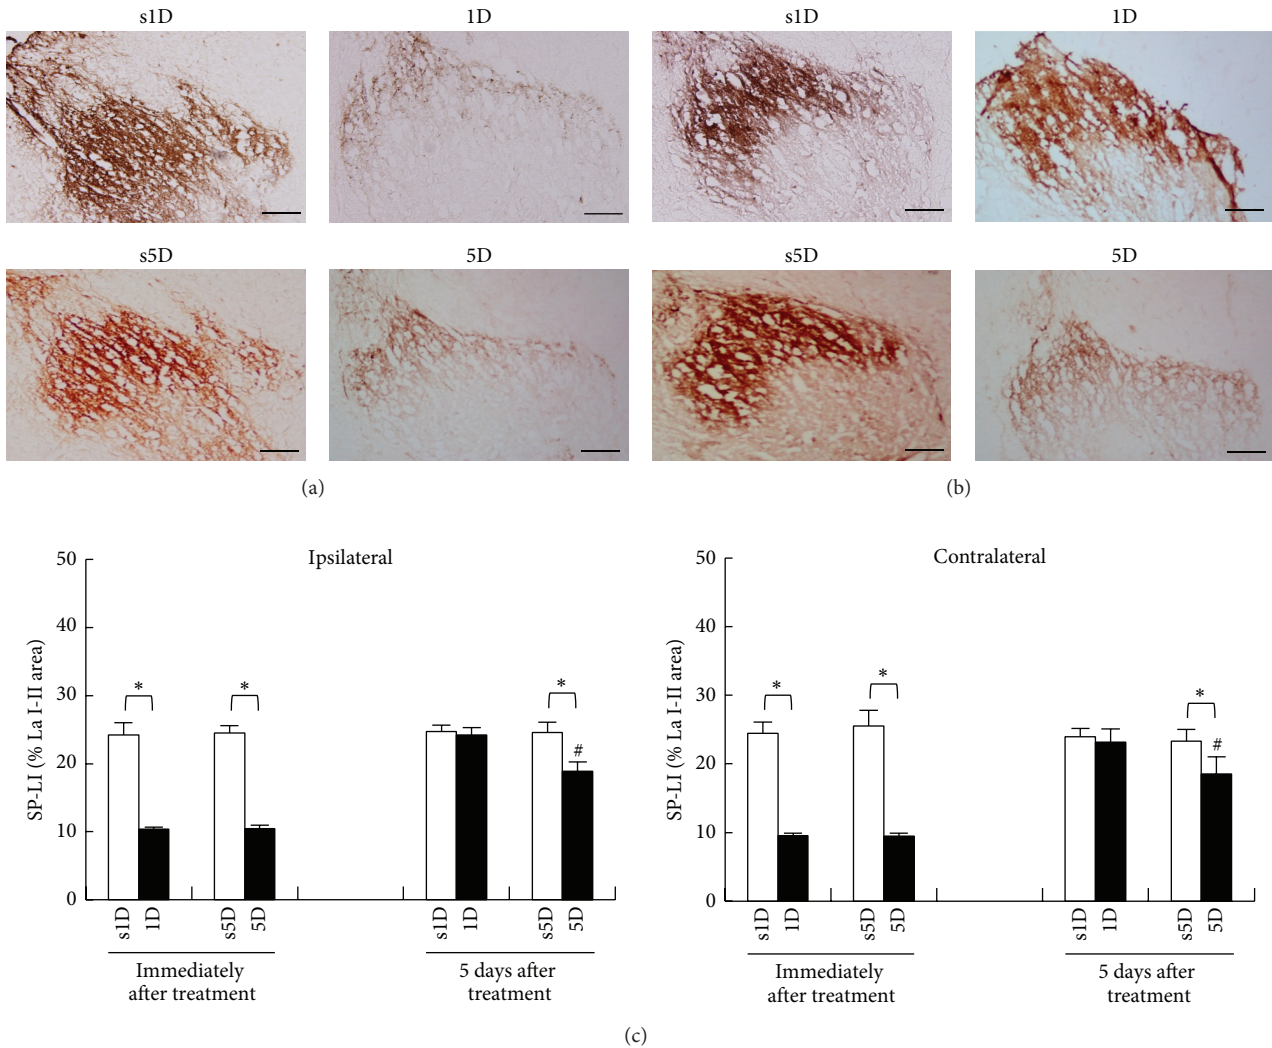 s1D 1D s1D 1D
s5D 5D s5D 5D
(a) (b)
Ipsilateral
SP-LI (% La I-II area)
50
40
30
20
10
0
* * * #
s1D 1D s5D 5D s1D 1D s5D 5D
Immediately
after treatment
5 days after
treatment
Contralateral
SP-LI (% La I-II area)
50
40
30
20
10
0
* * * #
s1D 1D s5D 5D s1D 1D s5D 5D
Immediately
after treatment
5 days after
treatment
(c)